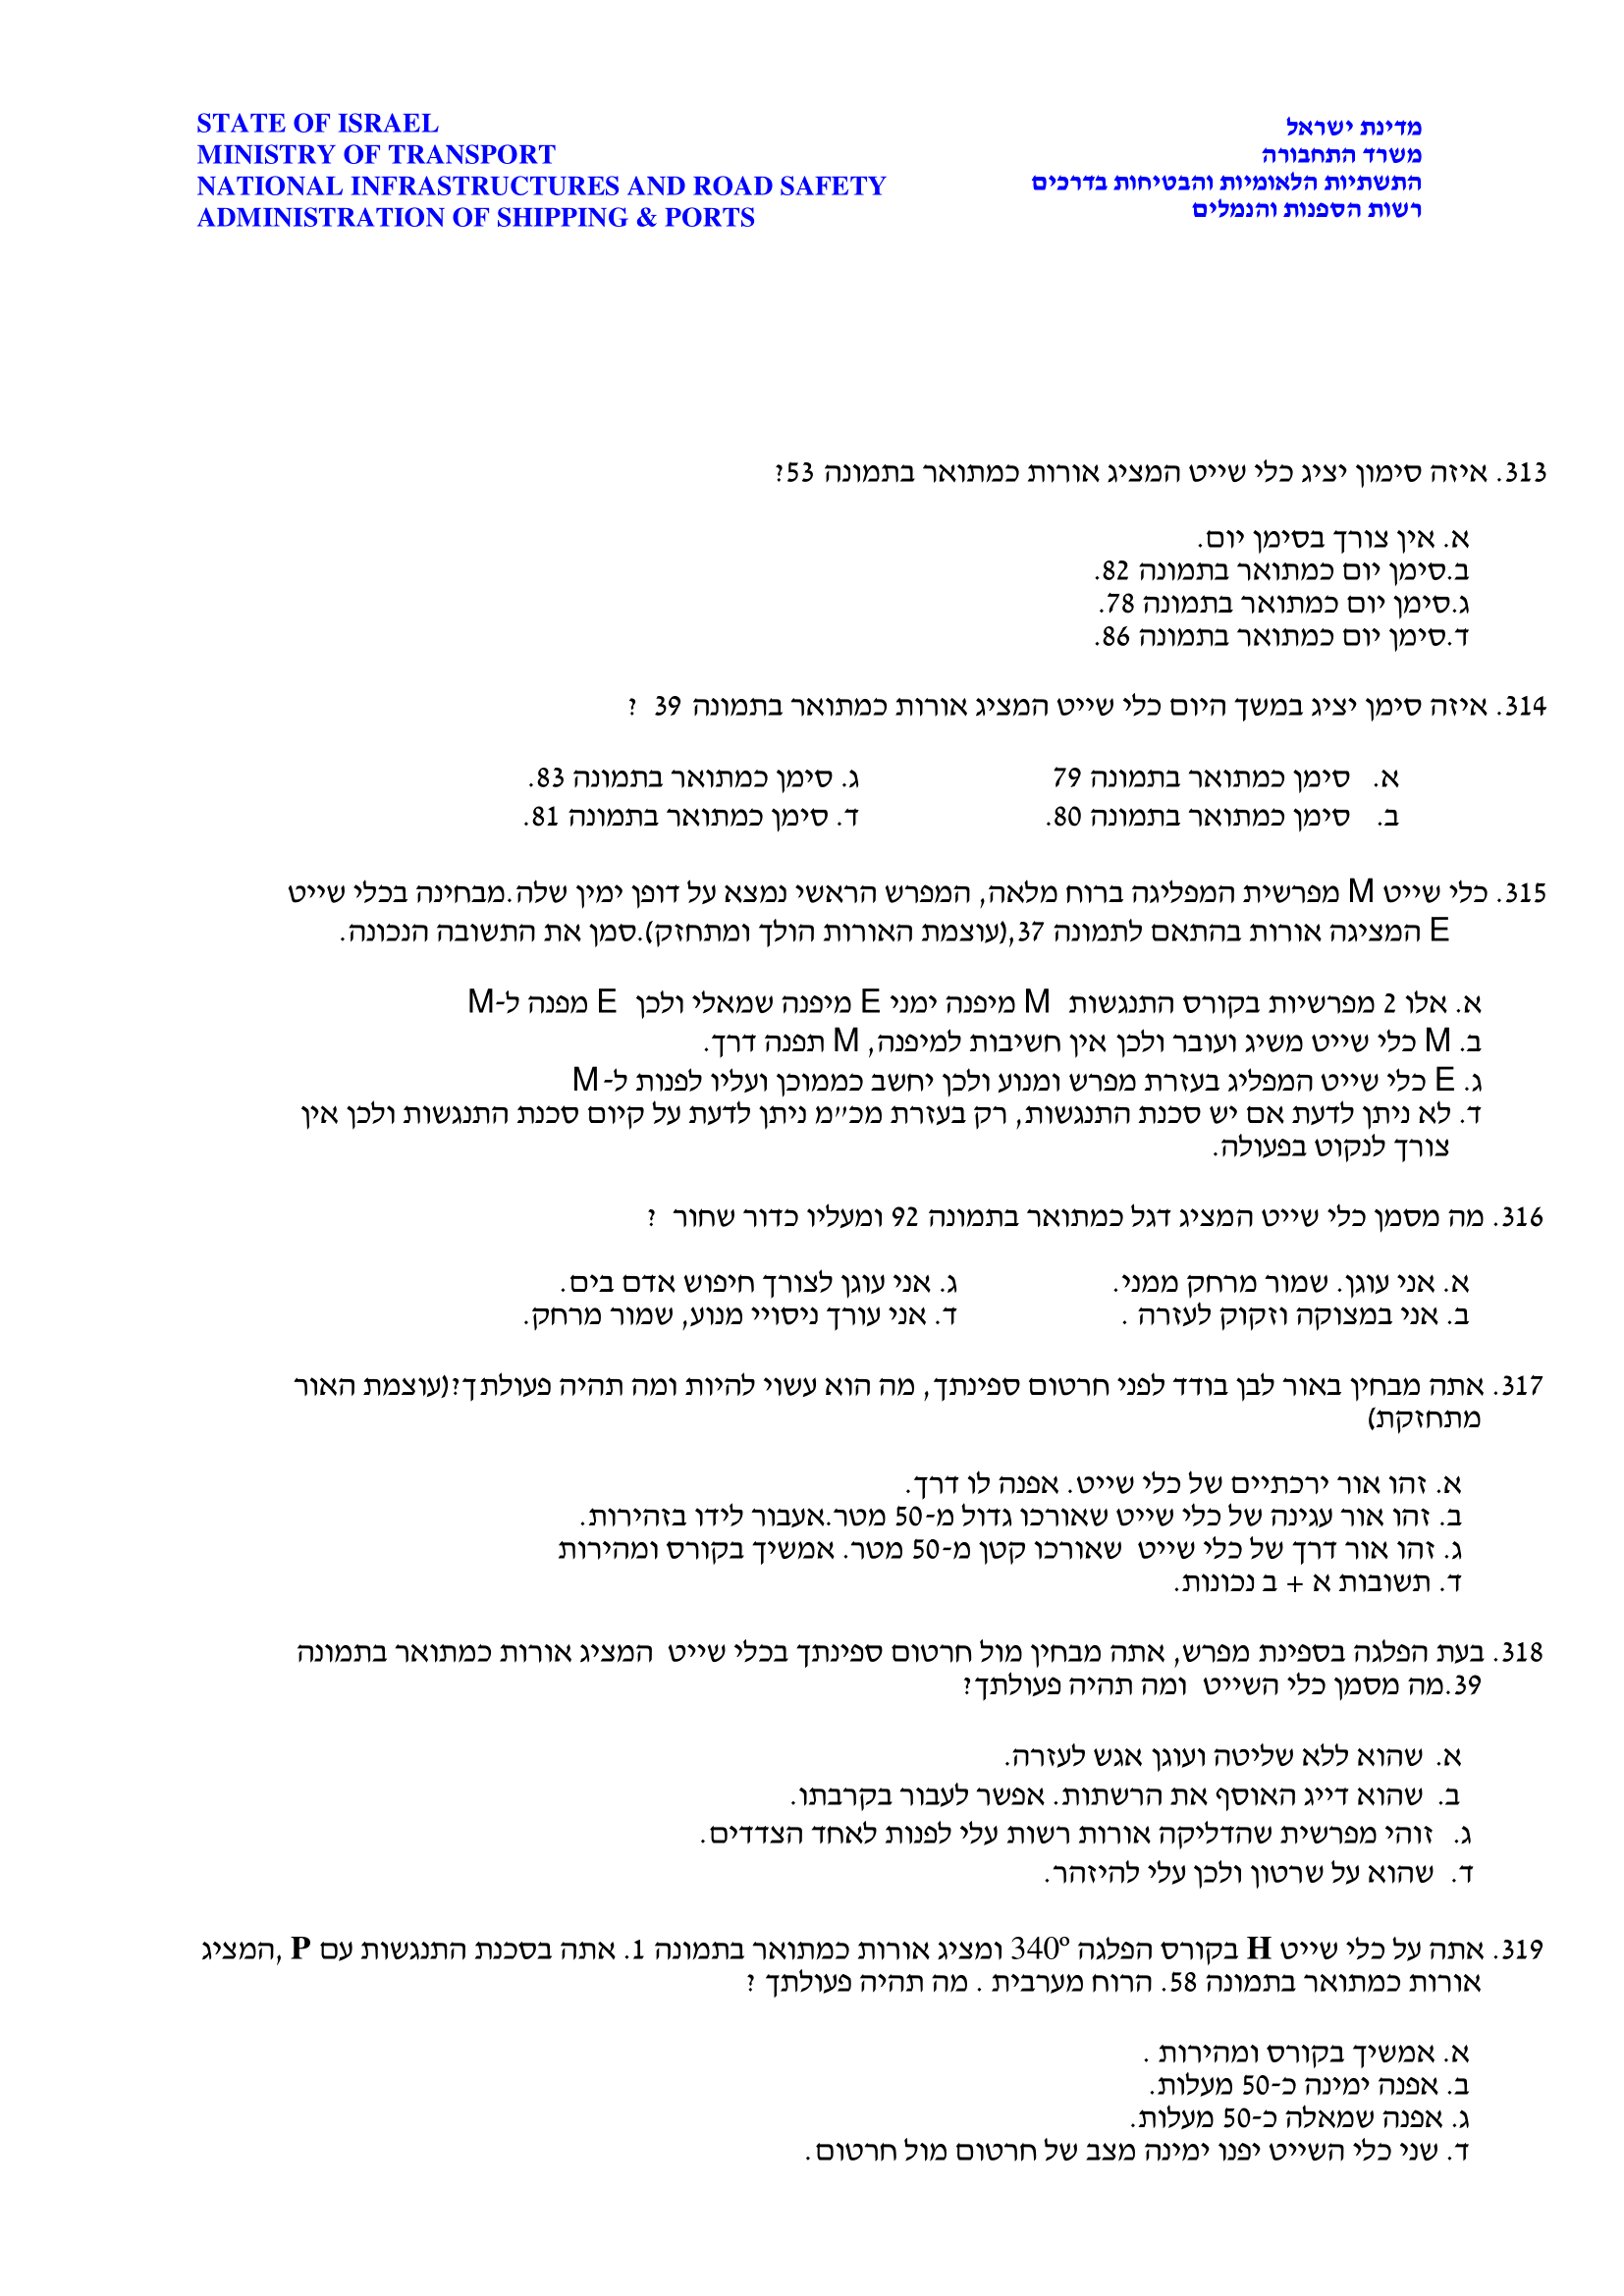 STATE OF ISRAEL
MINISTRY OF TRANSPORT
NATIONAL INFRASTRUCTURES AND ROAD SAFETY
ADMINISTRATION OF SHIPPING & PORTS
מדינת ישראל
משרד התחבורה
התשתיות הלאומיות והבטיחות בדרכים
רשות הספנות והנמלים
313. איזה סימון יציג כלי שייט המציג אורות כמתואר בתמונה 53?
א. אין צורך בסימן יום.
ב.סימן יום כמתואר בתמונה 82.
ג.סימן יום כמתואר בתמונה 78.
ד.סימן יום כמתואר בתמונה 86.
314. איזה סימן יציג במשך היום כלי שייט המציג אורות כמתואר בתמונה 39 ?
א. סימן כמתואר בתמונה 79
ב. סימן כמתואר בתמונה 80.
ג. סימן כמתואר בתמונה 83.
ד. סימן כמתואר בתמונה 81.
315. כלי שייט M מפרשית המפליגה ברוח מלאה, המפרש הראשי נמצא על דופן ימין שלה.מבחינה בכלי שייט
E המציגה אורות בהתאם לתמונה 37,(עוצמת האורות הולך ומתחזק).סמן את התשובה הנכונה.
א. אלו 2 מפרשיות בקורס התנגשות M מיפנה ימני E מיפנה שמאלי ולכן E מפנה ל-M
ב. M כלי שייט משיג ועובר ולכן אין חשיבות למיפנה, M תפנה דרך.
ג. E כלי שייט המפליג בעזרת מפרש ומנוע ולכן יחשב כממוכן ועליו לפנות ל-M
ד. לא ניתן לדעת אם יש סכנת התנגשות, רק בעזרת מכ״מ ניתן לדעת על קיום סכנת התנגשות ולכן אין
צורך לנקוט בפעולה.
316. מה מסמן כלי שייט המציג דגל כמתואר בתמונה 92 ומעליו כדור שחור ?
א. אני עוגן. שמור מרחק ממני.
ב. אני במצוקה וזקוק לעזרה .
ג. אני עוגן לצורך חיפוש אדם בים.
ד. אני עורך ניסויי מנוע, שמור מרחק.
317. אתה מבחין באור לבן בודד לפני חרטום ספינתך, מה הוא עשוי להיות ומה תהיה פעולתך?(עוצמת האור
מתחזקת)
א. זהו אור ירכתיים של כלי שייט. אפנה לו דרך.
ב. זהו אור עגינה של כלי שייט שאורכו גדול מ-50 מטר.אעבור לידו בזהירות.
ג. זהו אור דרך של כלי שייט שאורכו קטן מ-50 מטר. אמשיך בקורס ומהירות
ד. תשובות א + ב נכונות.
318. בעת הפלגה בספינת מפרש, אתה מבחין מול חרטום ספינתך בכלי שייט המציג אורות כמתואר בתמונה
39.מה מסמן כלי השייט ומה תהיה פעולתך?
א. שהוא ללא שליטה ועוגן אגש לעזרה.
ב. שהוא דייג האוסף את הרשתות. אפשר לעבור בקרבתו.
ג. זוהי מפרשית שהדליקה אורות רשות עלי לפנות לאחד הצדדים.
ד. שהוא על שרטון ולכן עלי להיזהר.
319. אתה על כלי שייט H בקורס הפלגה 340º ומציג אורות כמתואר בתמונה 1. אתה בסכנת התנגשות עם P ,המציג
אורות כמתואר בתמונה 58. הרוח מערבית . מה תהיה פעולתך ?
א. אמשיך בקורס ומהירות .
ב. אפנה ימינה כ-50 מעלות.
ג. אפנה שמאלה כ-50 מעלות.
ד. שני כלי השייט יפנו ימינה מצב של חרטום מול חרטום.